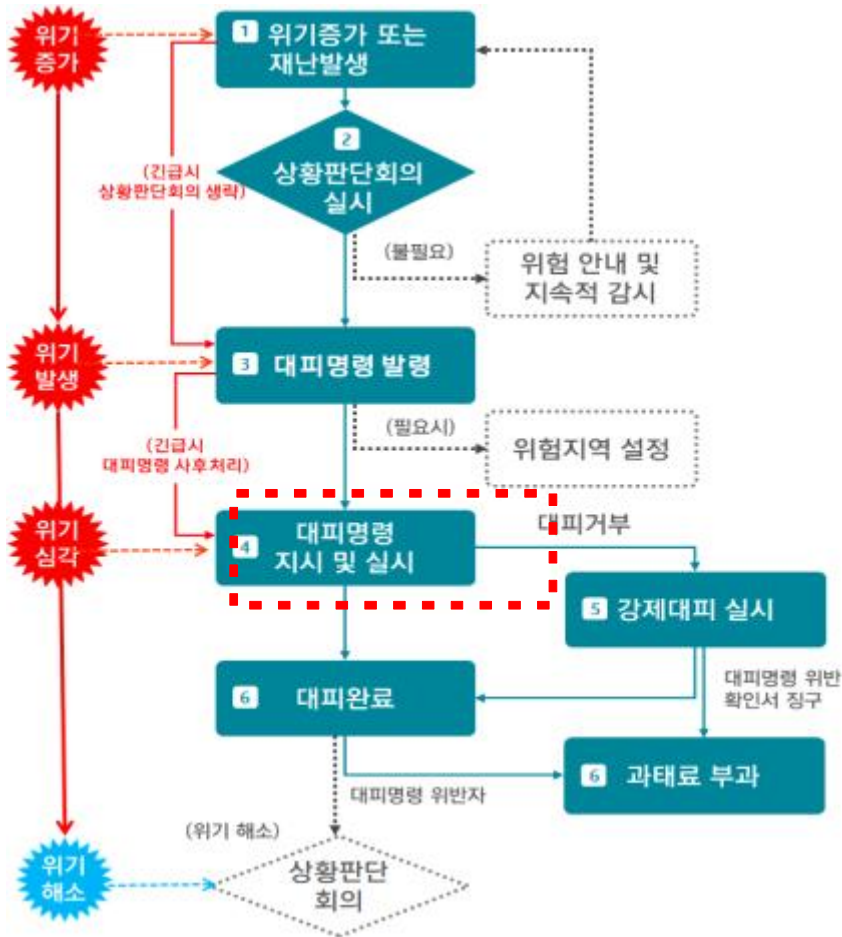 위기
증가
1 위기증가 또는
재난발생
2
상황판단회의
실시
(긴급시
상황판단회의 생략)
(불필요)
위험 안내 및
지속적 감시
위기
발생
3 대피명령 발령
(필요시)
위험지역 설정
(긴급시
대피명령 사후처리)
위기
심각
4 대피명령
지시 및 실시
대피거부
5 강제대피 실시
대피명령 위반
확인서 징구
6 대피완료
6 과태료 부과
대피명령 위반자
(위기 해소)
위기
해소
상황판단
회의